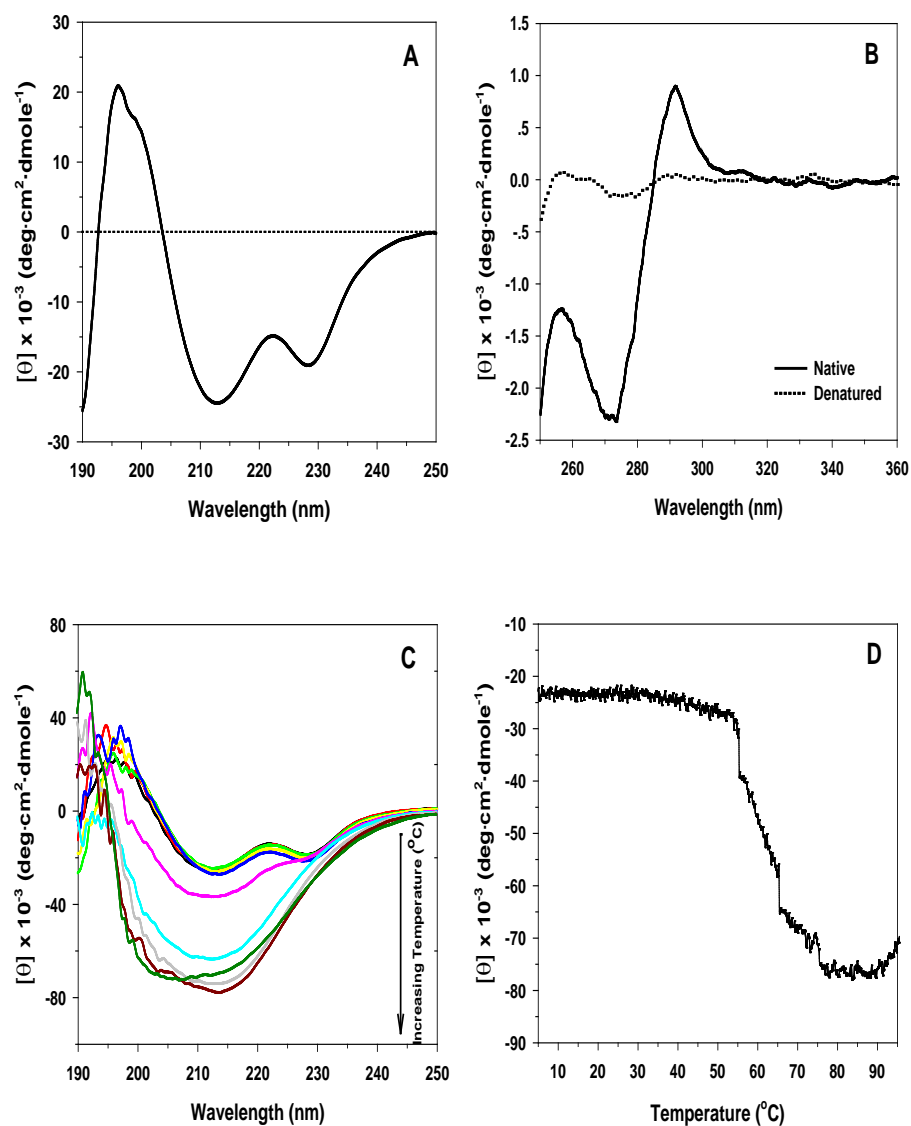 A
[θ] x 10⁻³ (deg·cm²·dmole⁻¹)
30
20
10
0
-10
-20
-30
190 200 210 220 230 240 250
Wavelength (nm)
B
[θ] x 10⁻³ (deg·cm²·dmole⁻¹)
1.5
1.0
.5
0.0
-.5
-1.0
-1.5
-2.0
-2.5
Native
Denatured
260 280 300 320 340 360
Wavelength (nm)
C
[θ] x 10⁻³ (deg·cm²·dmole⁻¹)
80
40
0
-40
-80
Increasing Temperature (°C)
190 200 210 220 230 240 250
Wavelength (nm)
D
[θ] x 10⁻³ (deg·cm²·dmole⁻¹)
-10
-20
-30
-40
-50
-60
-70
-80
-90
10 20 30 40 50 60 70 80 90
Temperature (°C)